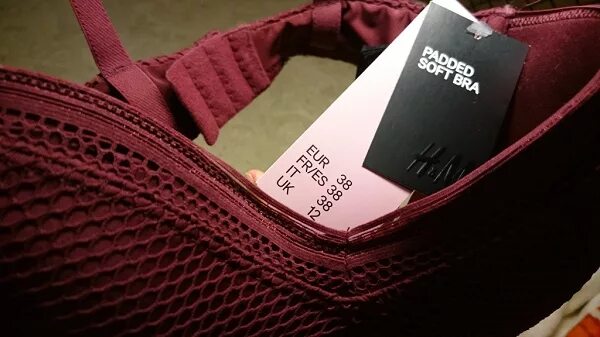 PADDED
SOFT BRA
H&M
EUR 38
FR/ES 38
IT 38
UK 12